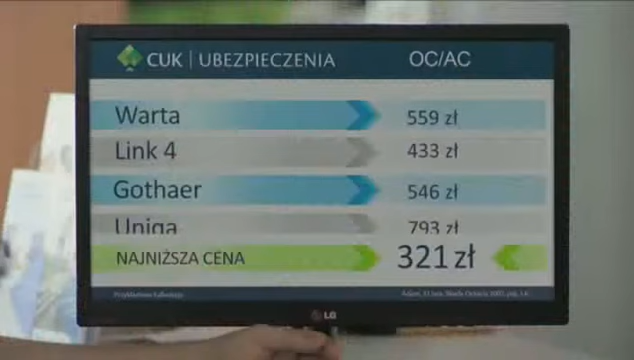 CUK | UBEZPIECZENIA OC/AC
Warta 559 zł
Link 4 433 zł
Gothaer 546 zł
Uniqa 793 zł
NAJNIŻSZA CENA 321 zł
LG